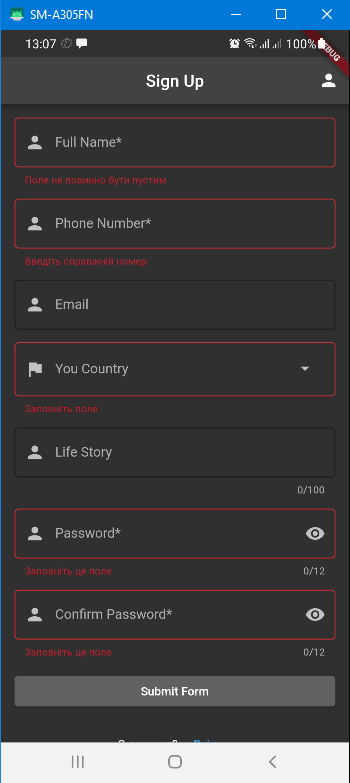 SM-A305FN
13:07
100%
DEBUG
Sign Up
Full Name*
Поле не повинно бути пустим
Phone Number*
Введіть справжній номер
Email
You Country
Заповніть поле
Life Story
0/100
Password*
Заповніть це поле
0/12
Confirm Password*
Заповніть це поле
0/12
Submit Form